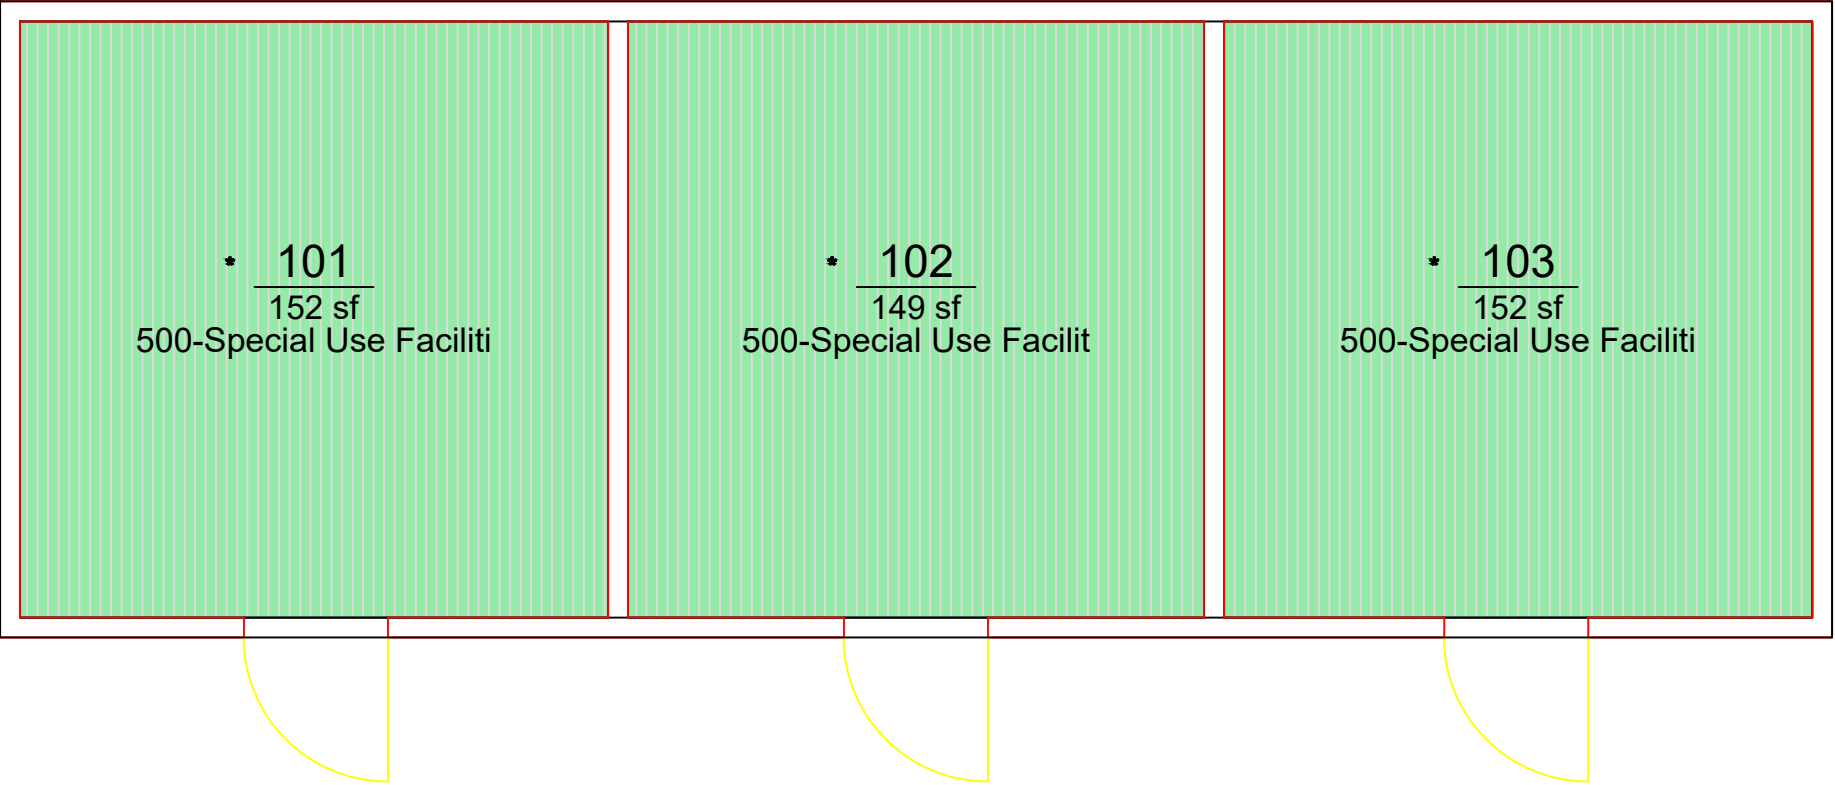 101
152 sf
500-Special Use Faciliti
102
149 sf
500-Special Use Facilit
103
152 sf
500-Special Use Faciliti